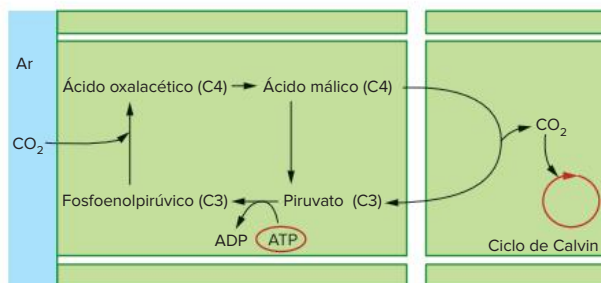 Ar
Ácido oxalacético (C4)
Ácido málico (C4)
CO₂
CO₂
Fosfoenolpirúvico (C3)
Piruvato (C3)
ADP
ATP
Ciclo de Calvin